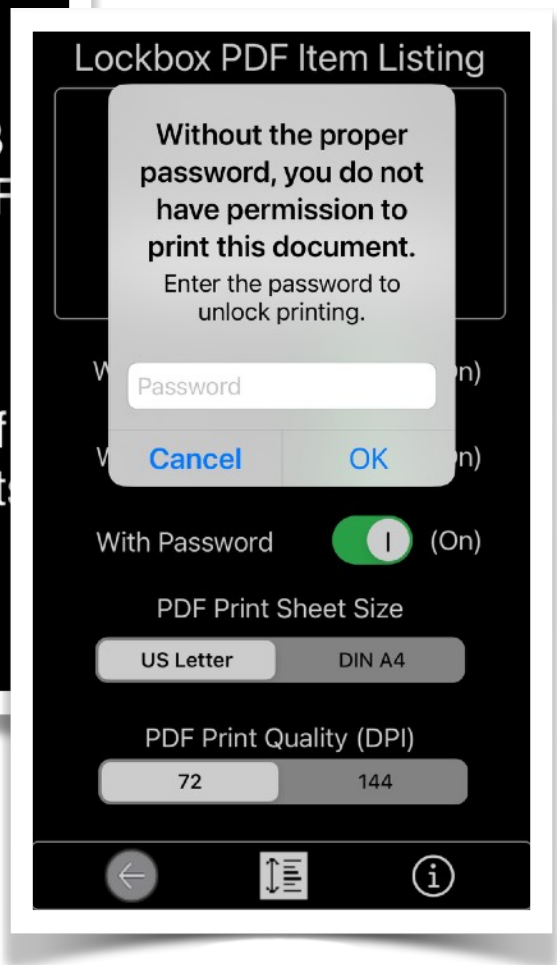 Lockbox PDF Item Listing
Without the proper
password, you do not
have permission to
print this document.
Enter the password to
unlock printing.
Password
Cancel
OK
With Password
(On)
PDF Print Sheet Size
US Letter
DIN A4
PDF Print Quality (DPI)
72
144